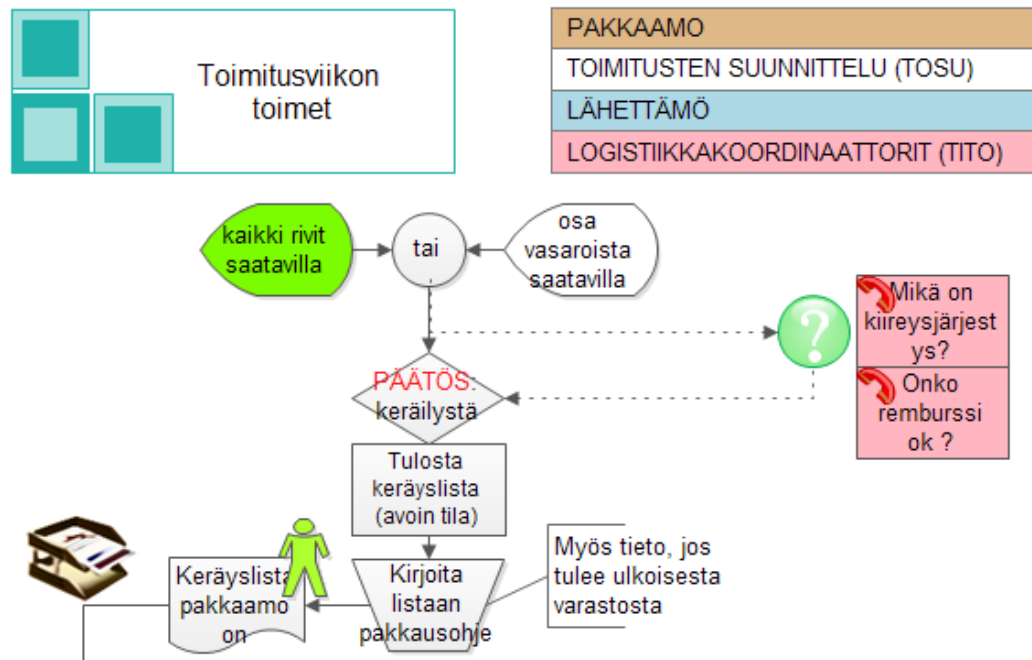 Toimitusviikon
toimet
PAKKAAMO
TOIMITUSTEN SUUNNITTELU (TOSU)
LÄHETTÄMÖ
LOGISTIIKKAKOORDINAATTORIT (TITO)
kaikki rivit
saatavilla
tai
osa
vasaroista
saatavilla
?
Mikä on
kiireysjärjest
ys?
Onko
remburssi
ok ?
PÄÄTÖS:
keräilystä
Tulosta
keräyslista
(avoin tila)
Kirjoita
listaan
pakkausohje
Myös tieto, jos
tulee ulkoisesta
varastosta
Keräyslista
pakkaamo
on